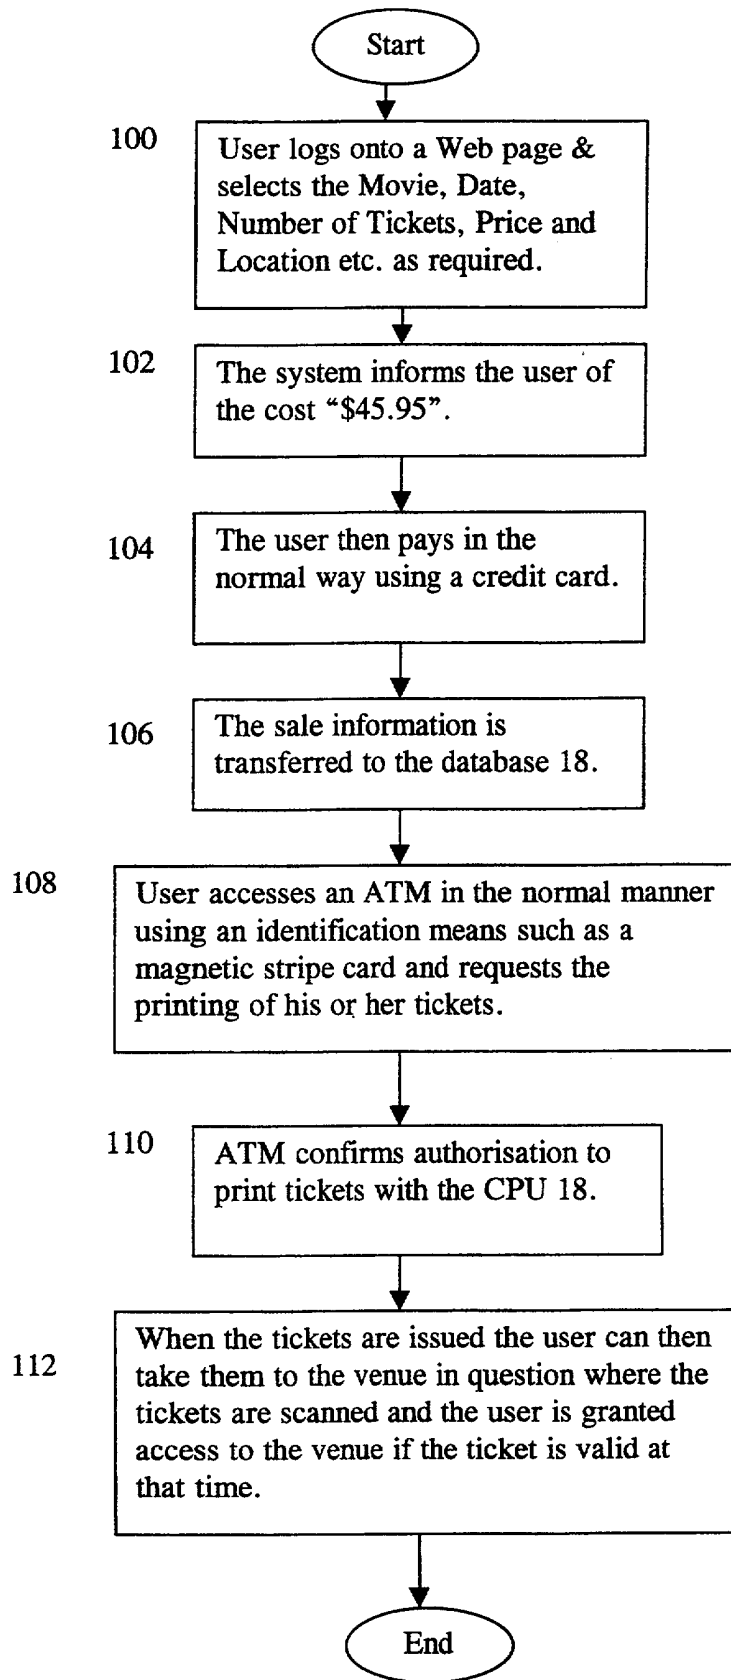 Start
100
User logs onto a Web page &
selects the Movie, Date,
Number of Tickets, Price and
Location etc. as required.
102
The system informs the user of
the cost “$45.95”.
104
The user then pays in the
normal way using a credit card.
106
The sale information is
transferred to the database 18.
108
User accesses an ATM in the normal manner
using an identification means such as a
magnetic stripe card and requests the
printing of his or her tickets.
110
ATM confirms authorisation to
print tickets with the CPU 18.
112
When the tickets are issued the user can then
take them to the venue in question where the
tickets are scanned and the user is granted
access to the venue if the ticket is valid at
that time.
End